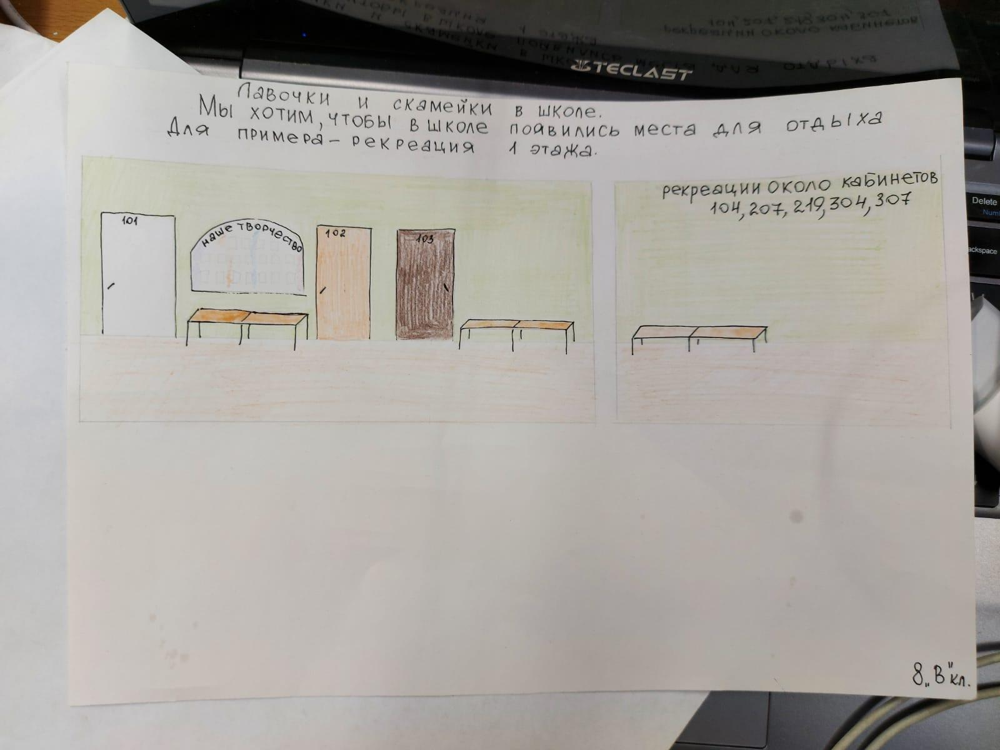 TECLAST
Лавочки и скамейки в школе.
Мы хотим, чтобы в школе появились места для отдыха
Для примера - рекреация 1 этажа.
рекреации около кабинетов
104, 207, 219, 304, 307
101
наше творчество
102
103
Delete
Num
ackspace
8 „В" кл.